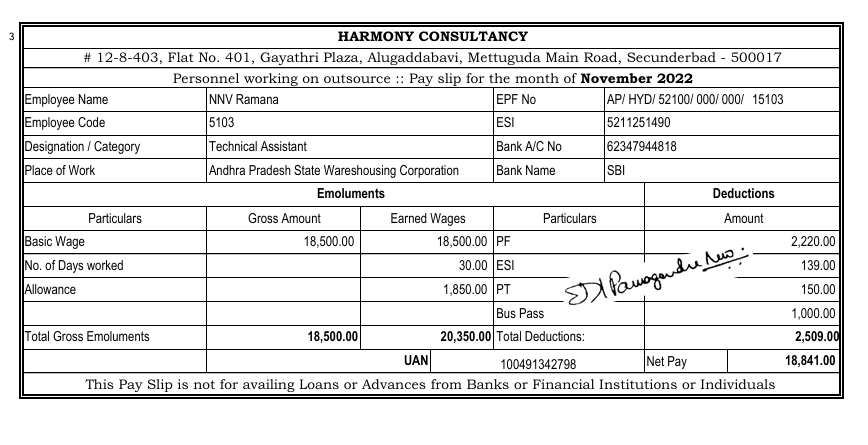 3
HARMONY CONSULTANCY
# 12-8-403, Flat No. 401, Gayathri Plaza, Alugaddabavi, Mettuguda Main Road, Secunderbad - 500017
Personnel working on outsource :: Pay slip for the month of November 2022
Employee Name NNV Ramana EPF No AP/ HYD/ 52100/ 000/ 000/ 15103
Employee Code 5103 ESI 5211251490
Designation / Category Technical Assistant Bank A/C No 62347944818
Place of Work Andhra Pradesh State Wareshousing Corporation Bank Name SBI
Emoluments Deductions
Particulars Gross Amount Earned Wages Particulars Amount
Basic Wage 18,500.00 18,500.00 PF 2,220.00
No. of Days worked 30.00 ESI 139.00
Allowance 1,850.00 PT 150.00
Bus Pass 1,000.00
Total Gross Emoluments 18,500.00 20,350.00 Total Deductions: 2,509.00
UAN 100491342798 Net Pay 18,841.00
This Pay Slip is not for availing Loans or Advances from Banks or Financial Institutions or Individuals